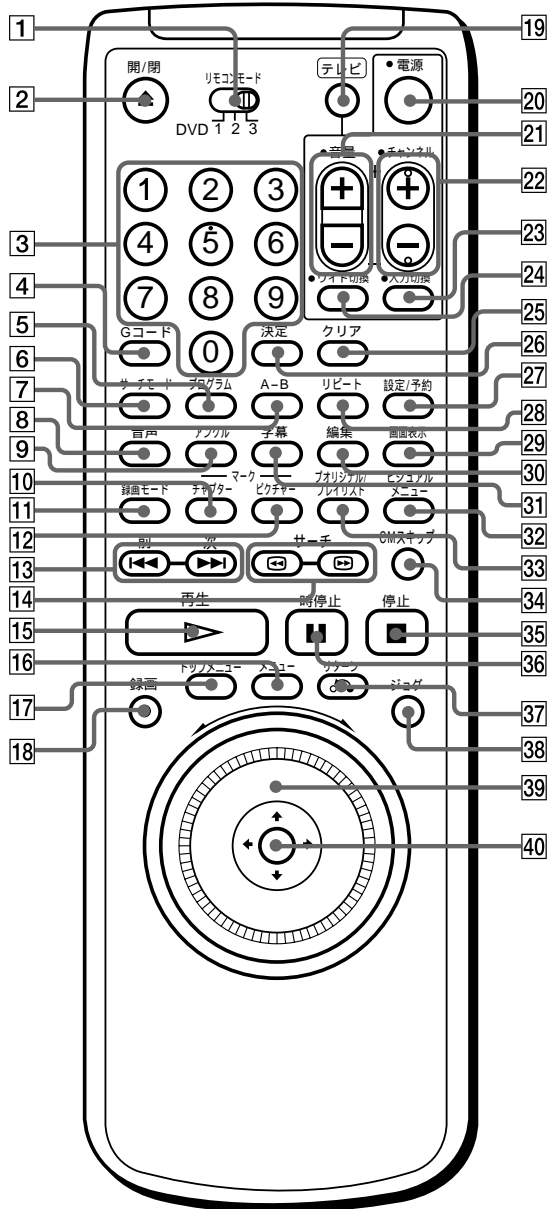 1
19
開/閉
リモコンモード
テレビ
電源
2
20
DVD 1 2 3
21
音量
チャンネル
22
1 2 3
3
4 5 6
23
ワイド切換
入力切換
24
7 8 9
4
Gコード
0
決定
クリア
25
5
26
サーチモード
プログラム
A-B
リピート
設定/予約
6
27
7
28
音声
アングル
字幕
編集
画面表示
8
29
9
30
マーク
10
31
録画モード
チャプター
ピクチャー
オリジナル/
プレイリスト
ビジュアル
メニュー
11
32
12
33
前
次
サーチ
CMスキップ
13
34
14
再生
時停止
停止
15
35
16
36
トップメニュー
メニュー
リターン
録画
ジョグ
17
37
18
38
39
40